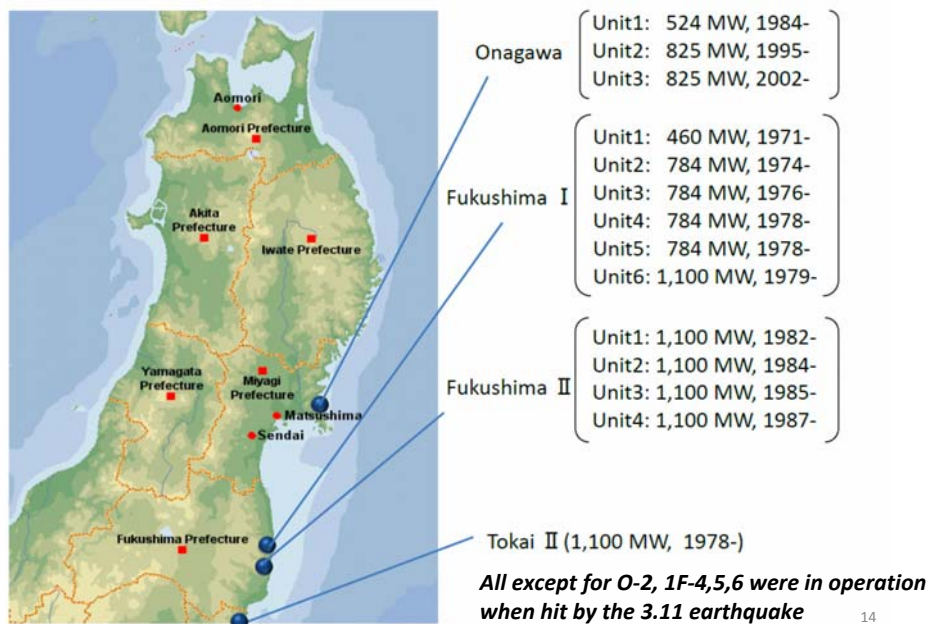 Aomori
Aomori Prefecture
Akita
Prefecture
Iwate Prefecture
Yamagata
Prefecture
Miyagi
Prefecture
Matsushima
Sendai
Fukushima Prefecture
Onagawa
Unit1: 524 MW, 1984-
Unit2: 825 MW, 1995-
Unit3: 825 MW, 2002-
Fukushima Ⅰ
Unit1: 460 MW, 1971-
Unit2: 784 MW, 1974-
Unit3: 784 MW, 1976-
Unit4: 784 MW, 1978-
Unit5: 784 MW, 1978-
Unit6: 1,100 MW, 1979-
Fukushima Ⅱ
Unit1: 1,100 MW, 1982-
Unit2: 1,100 MW, 1984-
Unit3: 1,100 MW, 1985-
Unit4: 1,100 MW, 1987-
Tokai Ⅱ (1,100 MW, 1978-)
All except for O-2, 1F-4,5,6 were in operation
when hit by the 3.11 earthquake
14